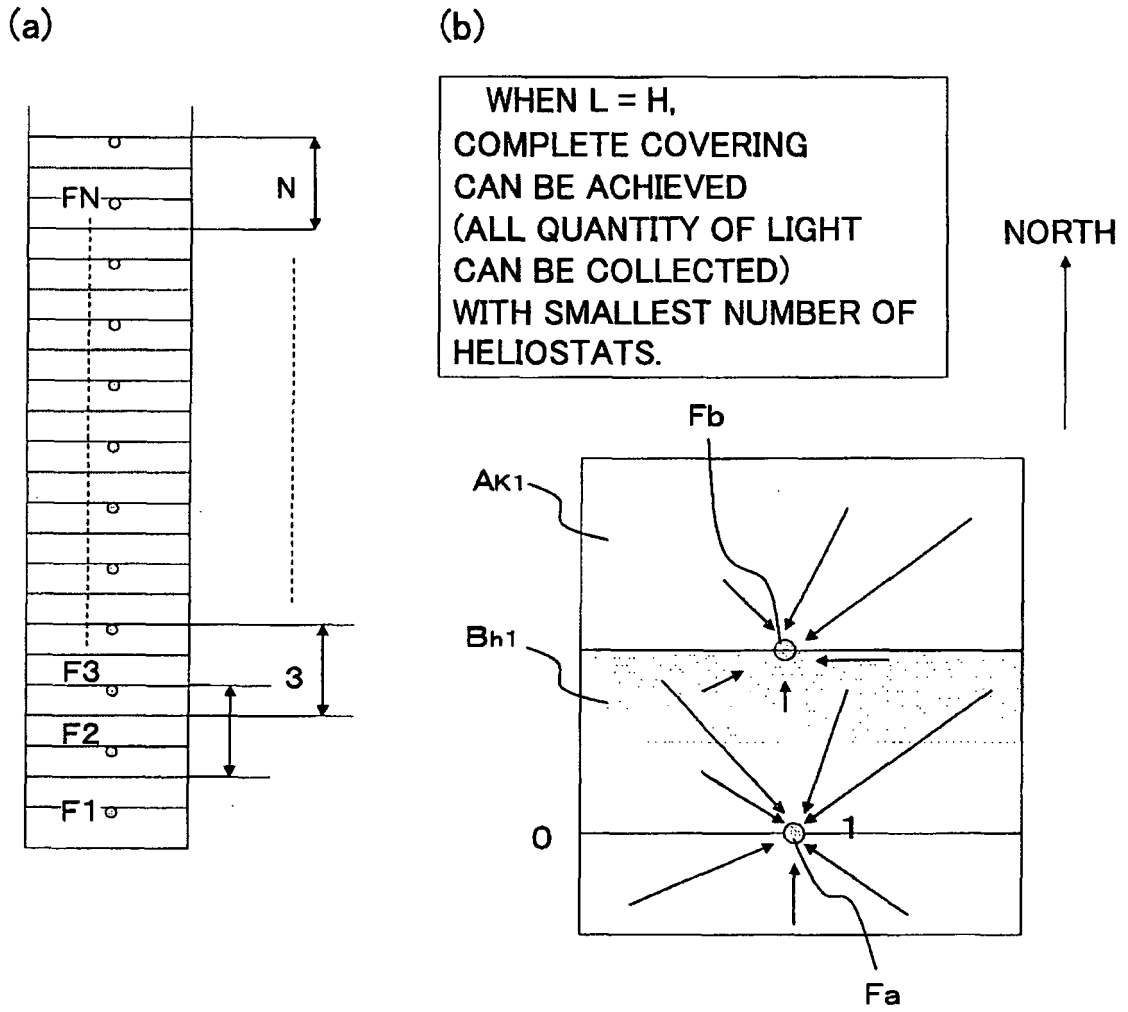 (a)
N
FN
F3
3
F2
F1
(b)
WHEN L = H,
COMPLETE COVERING
CAN BE ACHIEVED
(ALL QUANTITY OF LIGHT
CAN BE COLLECTED)
WITH SMALLEST NUMBER OF
HELIOSTATS.
NORTH
Fb
AK1
Bh1
0
1
Fa